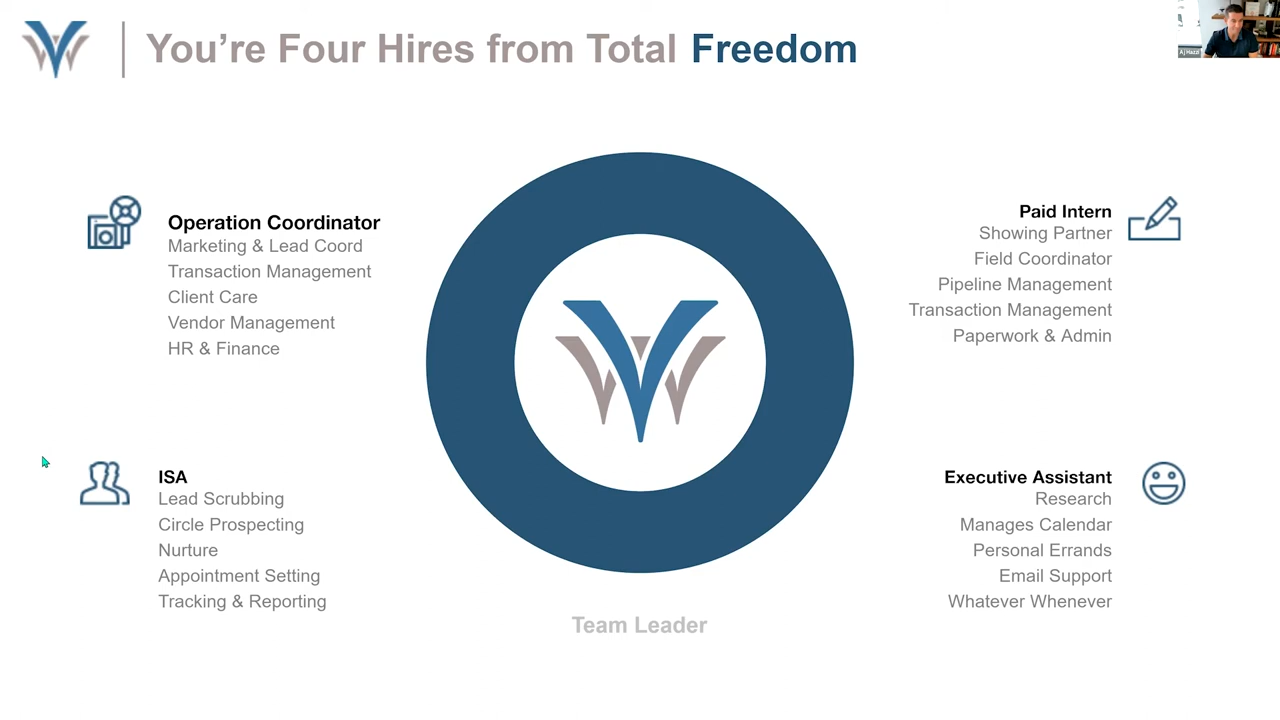 You're Four Hires from Total Freedom
Operation Coordinator
Marketing & Lead Coord
Transaction Management
Client Care
Vendor Management
HR & Finance
Paid Intern
Showing Partner
Field Coordinator
Pipeline Management
Transaction Management
Paperwork & Admin
ISA
Lead Scrubbing
Circle Prospecting
Nurture
Appointment Setting
Tracking & Reporting
Executive Assistant
Research
Manages Calendar
Personal Errands
Email Support
Whatever Whenever
Team Leader